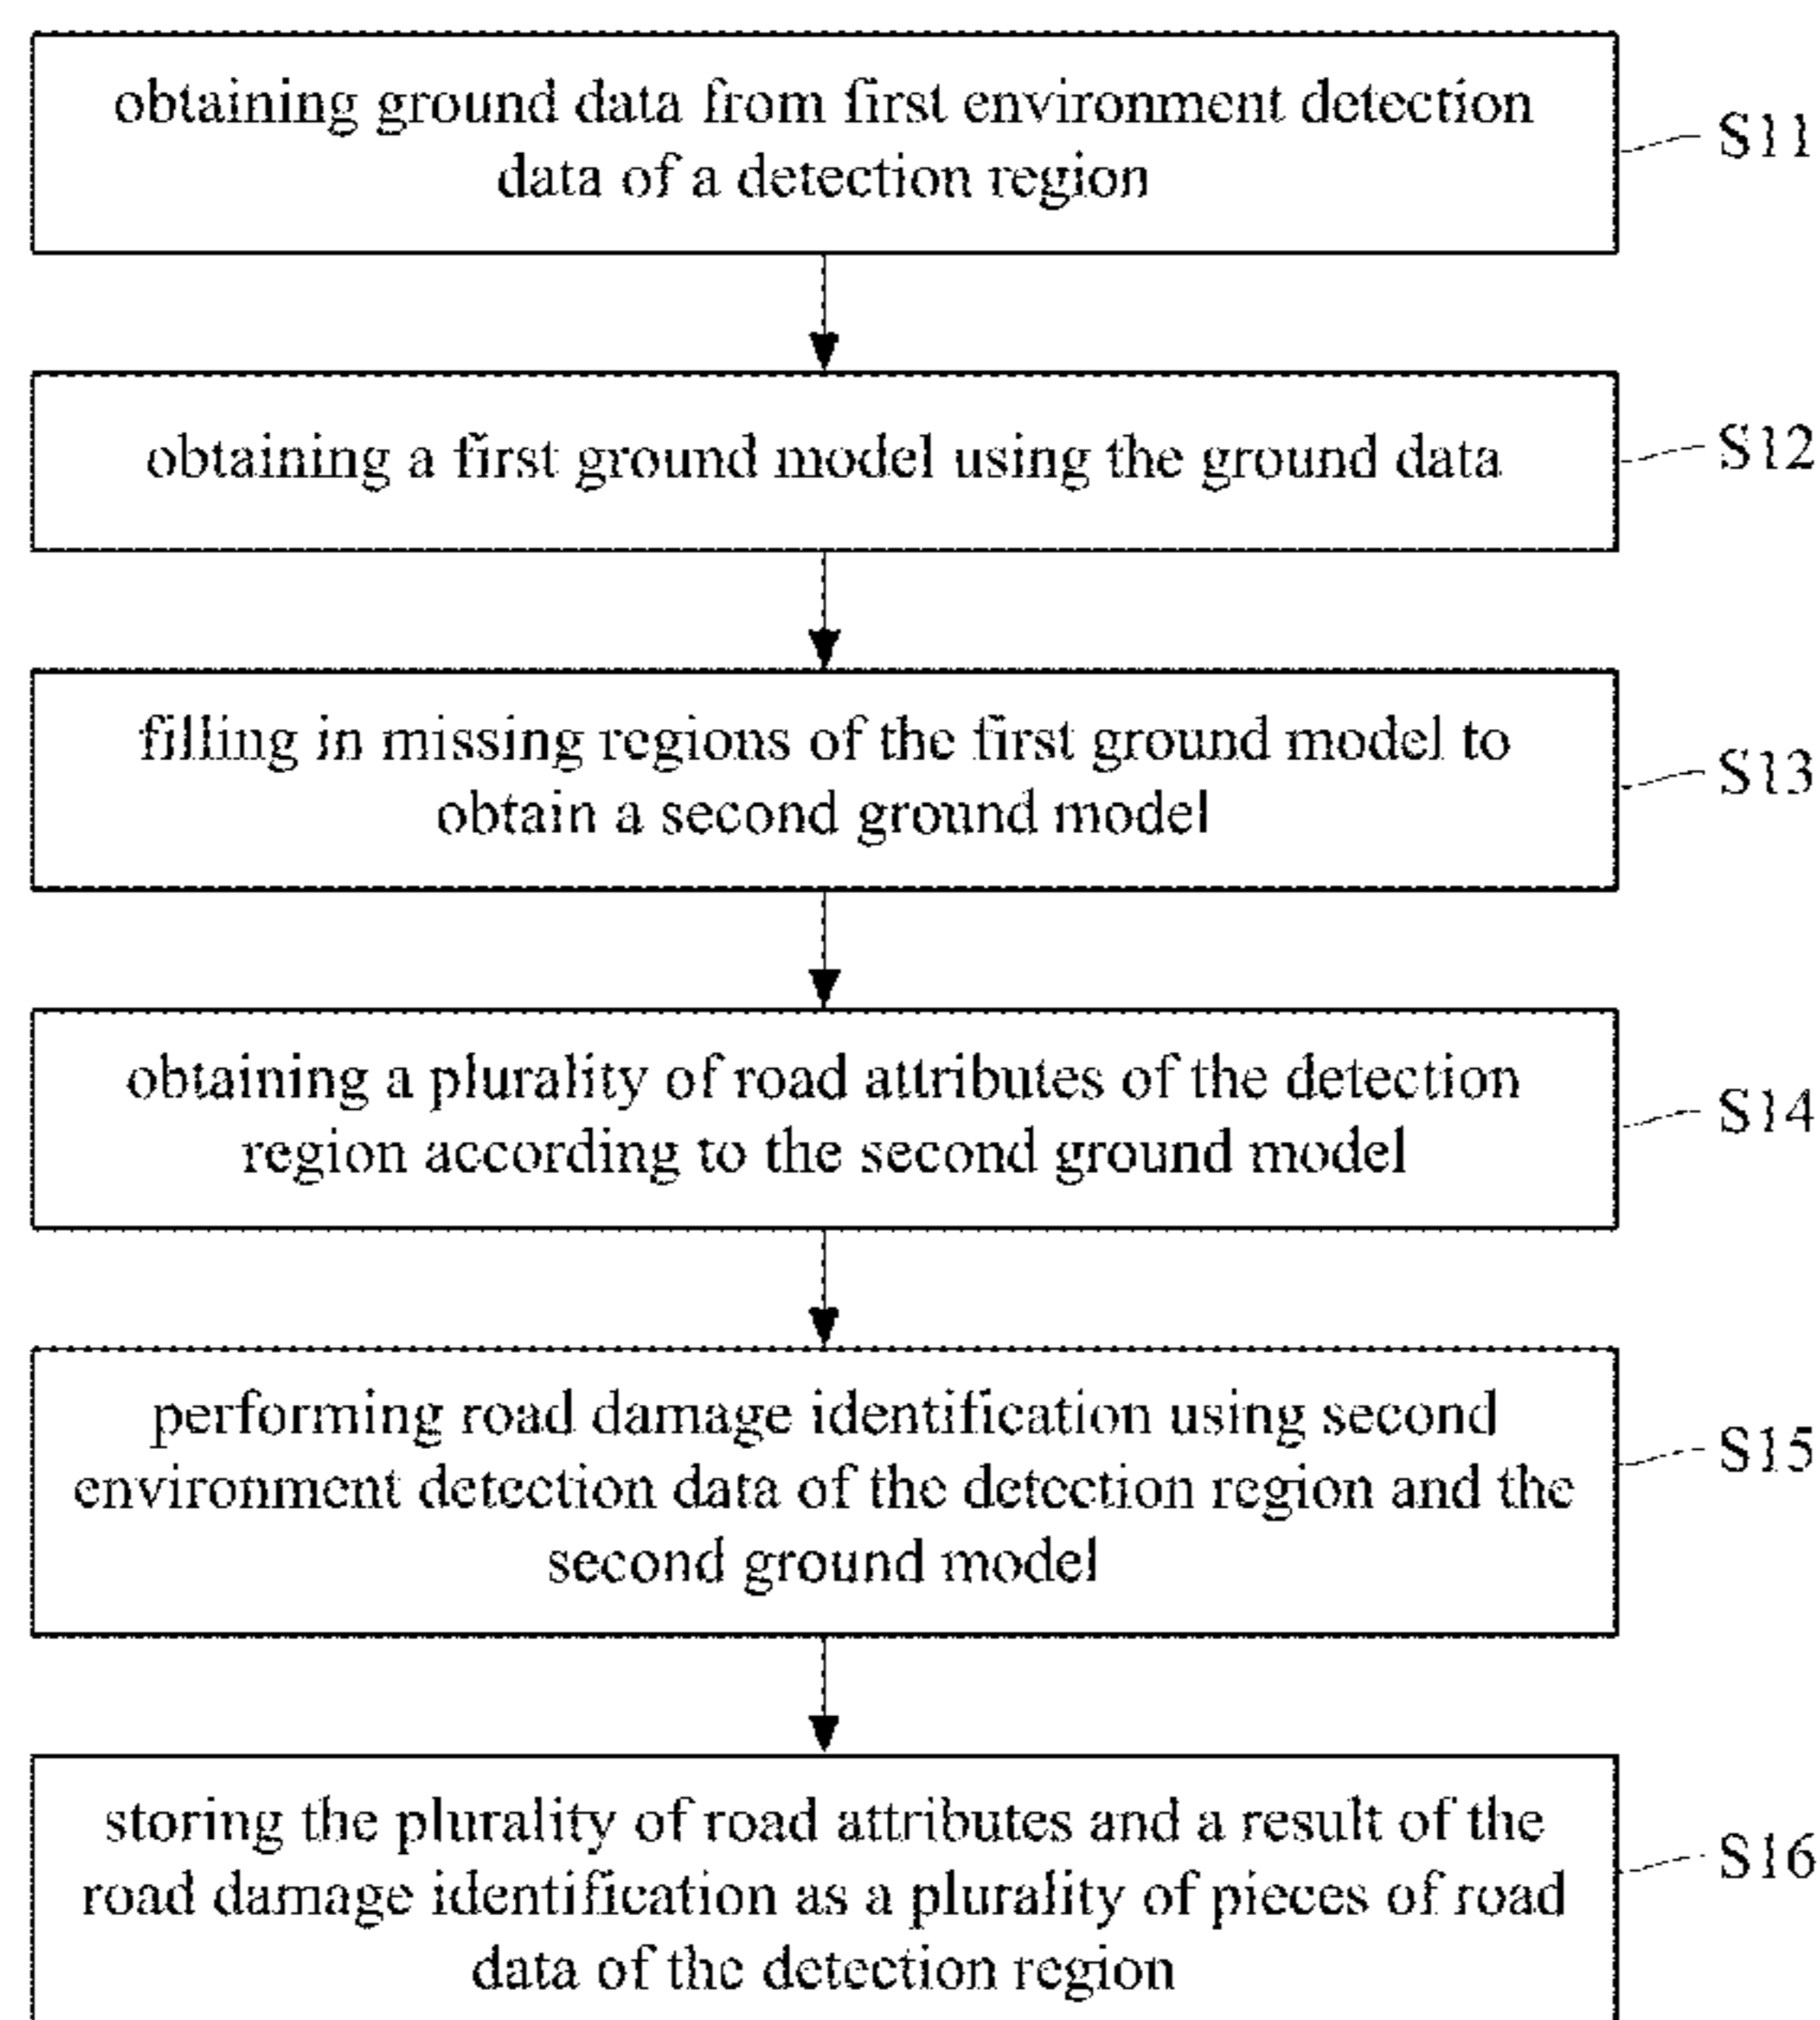 obtaining ground data from first environment detection
data of a detection region
S11
obtaining a first ground model using the ground data
S12
filling in missing regions of the first ground model to
obtain a second ground model
S13
obtaining a plurality of road attributes of the detection
region according to the second ground model
S14
performing road damage identification using second
environment detection data of the detection region and the
second ground model
S15
storing the plurality of road attributes and a result of the
road damage identification as a plurality of pieces of road
data of the detection region
S16